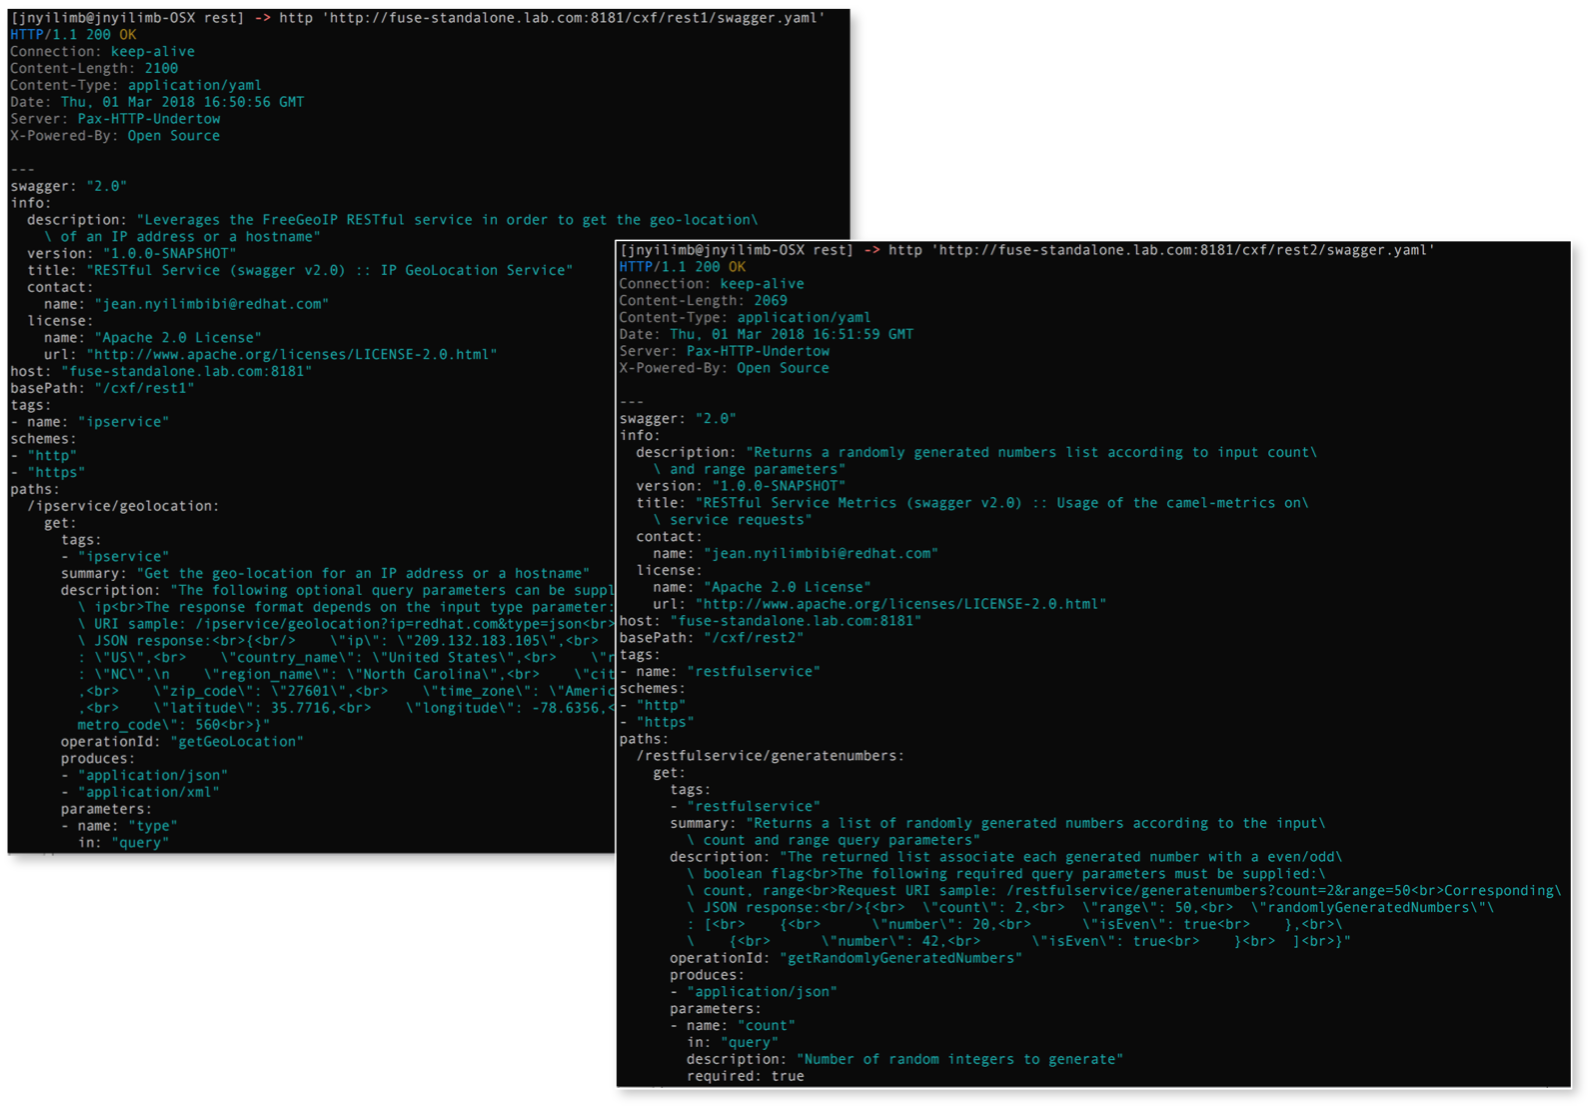 [jnyilimb@jnyilimb-OSX rest] -> http 'http://fuse-standalone.lab.com:8181/cxf/rest1/swagger.yaml'
HTTP/1.1 200 OK
Connection: keep-alive
Content-Length: 2100
Content-Type: application/yaml
Date: Thu, 01 Mar 2018 16:50:56 GMT
Server: Pax-HTTP-Undertow
X-Powered-By: Open Source
---
swagger: "2.0"
info:
  description: "Leverages the FreeGeoIP RESTful service in order to get the geo-location\
    \ of an IP address or a hostname"
  version: "1.0.0-SNAPSHOT"
  title: "RESTful Service (swagger v2.0) :: IP GeoLocation Service"
  contact:
    name: "jean.nyilimbibi@redhat.com"
  license:
    name: "Apache 2.0 License"
    url: "http://www.apache.org/licenses/LICENSE-2.0.html"
host: "fuse-standalone.lab.com:8181"
basePath: "/cxf/rest1"
tags:
- name: "ipservice"
schemes:
- "http"
- "https"
paths:
  /ipservice/geolocation:
    get:
      tags:
      - "ipservice"
      summary: "Get the geo-location for an IP address or a hostname"
      description: "The following optional query parameters can be suppl
        \ ip<br>The response format depends on the input type parameter:
        \ URI sample: /ipservice/geolocation?ip=redhat.com&type=json<br>
        \ JSON response:<br>{<br/>    \"ip\": \"209.132.183.105\",<br>
        : \"US\",<br>    \"country_name\": \"United States\",<br>    \"r
        : \"NC\",\n    \"region_name\": \"North Carolina\",<br>    \"cit
        ,<br>    \"zip_code\": \"27601\",<br>    \"time_zone\": \"Americ
        ,<br>    \"latitude\": 35.7716,<br>    \"longitude\": -78.6356,<
        metro_code\": 560<br>}"
      operationId: "getGeoLocation"
      produces:
      - "application/json"
      - "application/xml"
      parameters:
      - name: "type"
        in: "query"
[jnyilimb@jnyilimb-OSX rest] -> http 'http://fuse-standalone.lab.com:8181/cxf/rest2/swagger.yaml'
HTTP/1.1 200 OK
Connection: keep-alive
Content-Length: 2069
Content-Type: application/yaml
Date: Thu, 01 Mar 2018 16:51:59 GMT
Server: Pax-HTTP-Undertow
X-Powered-By: Open Source
---
swagger: "2.0"
info:
  description: "Returns a randomly generated numbers list according to input count\
    \ and range parameters"
  version: "1.0.0-SNAPSHOT"
  title: "RESTful Service Metrics (swagger v2.0) :: Usage of the camel-metrics on\
    \ service requests"
  contact:
    name: "jean.nyilimbibi@redhat.com"
  license:
    name: "Apache 2.0 License"
    url: "http://www.apache.org/licenses/LICENSE-2.0.html"
host: "fuse-standalone.lab.com:8181"
basePath: "/cxf/rest2"
tags:
- name: "restfulservice"
schemes:
- "http"
- "https"
paths:
  /restfulservice/generatenumbers:
    get:
      tags:
      - "restfulservice"
      summary: "Returns a list of randomly generated numbers according to the input\
        \ count and range query parameters"
      description: "The returned list associate each generated number with a even/odd\
        \ boolean flag<br>The following required query parameters must be supplied:\
        \ count, range<br>Request URI sample: /restfulservice/generatenumbers?count=2&range=50<br>Corresponding\
        \ JSON response:<br/>{<br>  \"count\": 2,<br>  \"range\": 50,<br>  \"randomlyGeneratedNumbers\"\
        : [<br>    {<br>      \"number\": 20,<br>      \"isEven\": true<br>    },<br>\
        \    {<br>      \"number\": 42,<br>      \"isEven\": true<br>    }<br>  ]<br>}"
      operationId: "getRandomlyGeneratedNumbers"
      produces:
      - "application/json"
      parameters:
      - name: "count"
        in: "query"
        description: "Number of random integers to generate"
        required: true